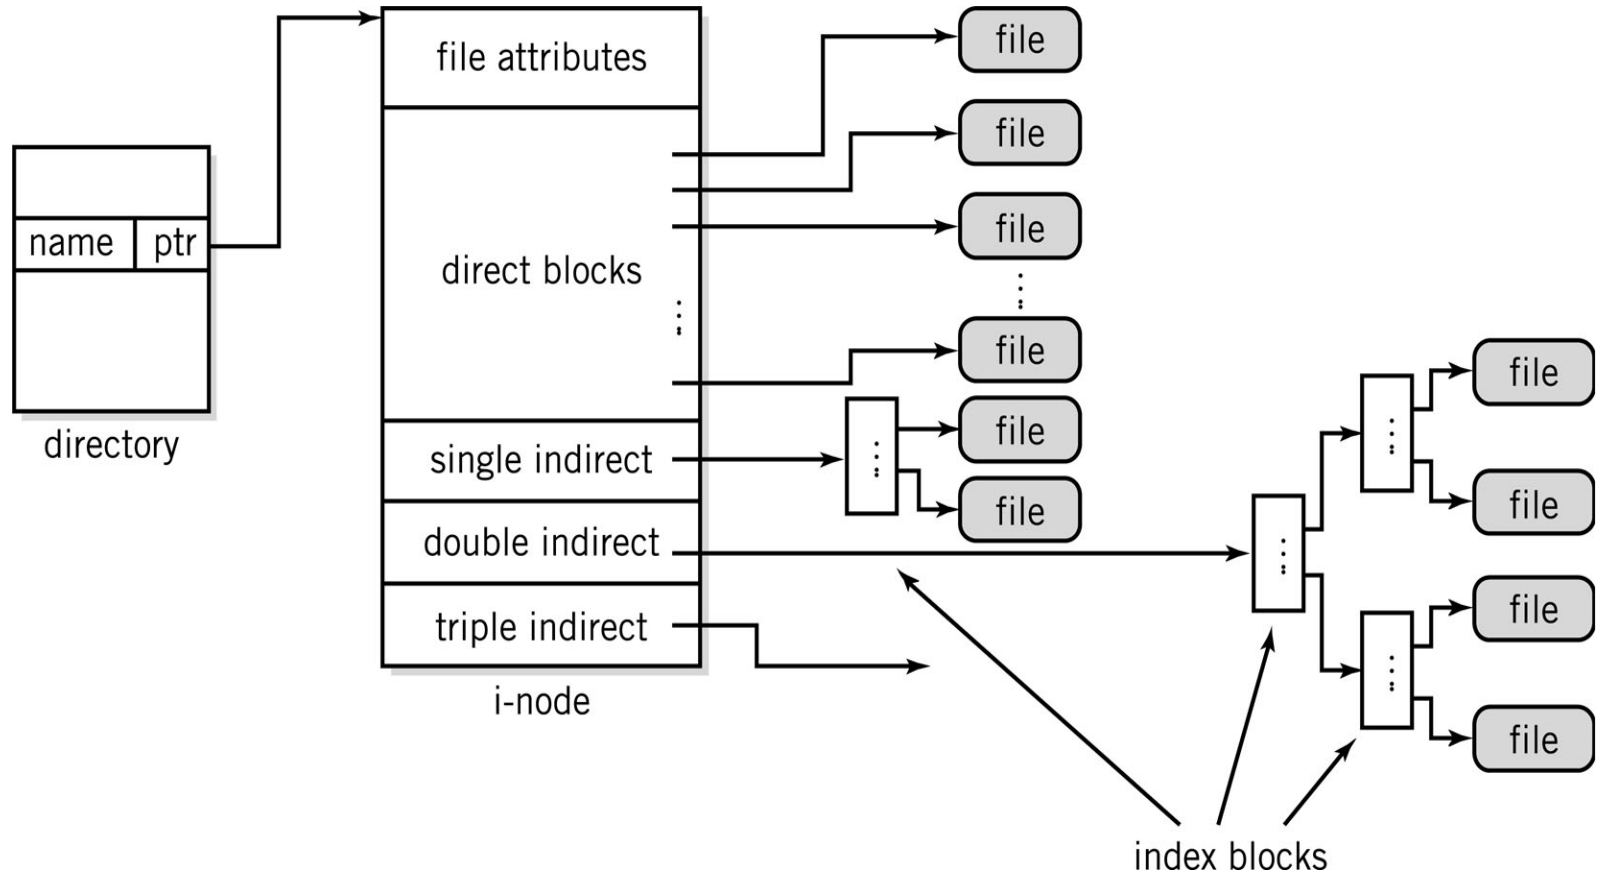 file attributes
file
file
name ptr
file
direct blocks
file
file
directory
single indirect
file
double indirect
triple indirect
i-node
file
file
file
file
index blocks